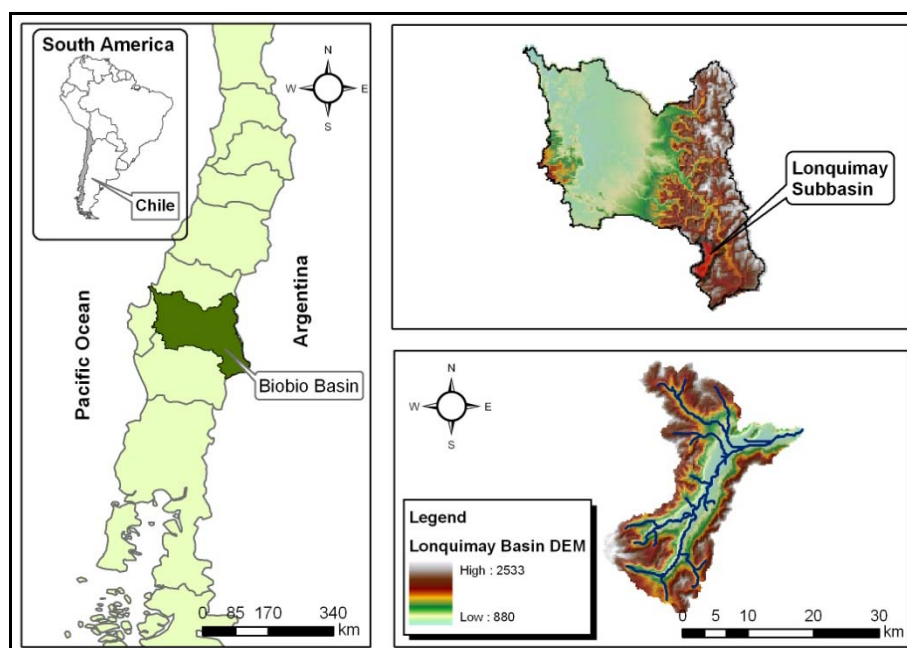 South America
Chile
N
W
E
S
Pacific Ocean
Argentina
Biobio Basin
0 85 170 340
km
Lonquimay
Subbasin
N
W
E
S
Legend
Lonquimay Basin DEM
High : 2533
Low : 880
0 5 10 20 30
km